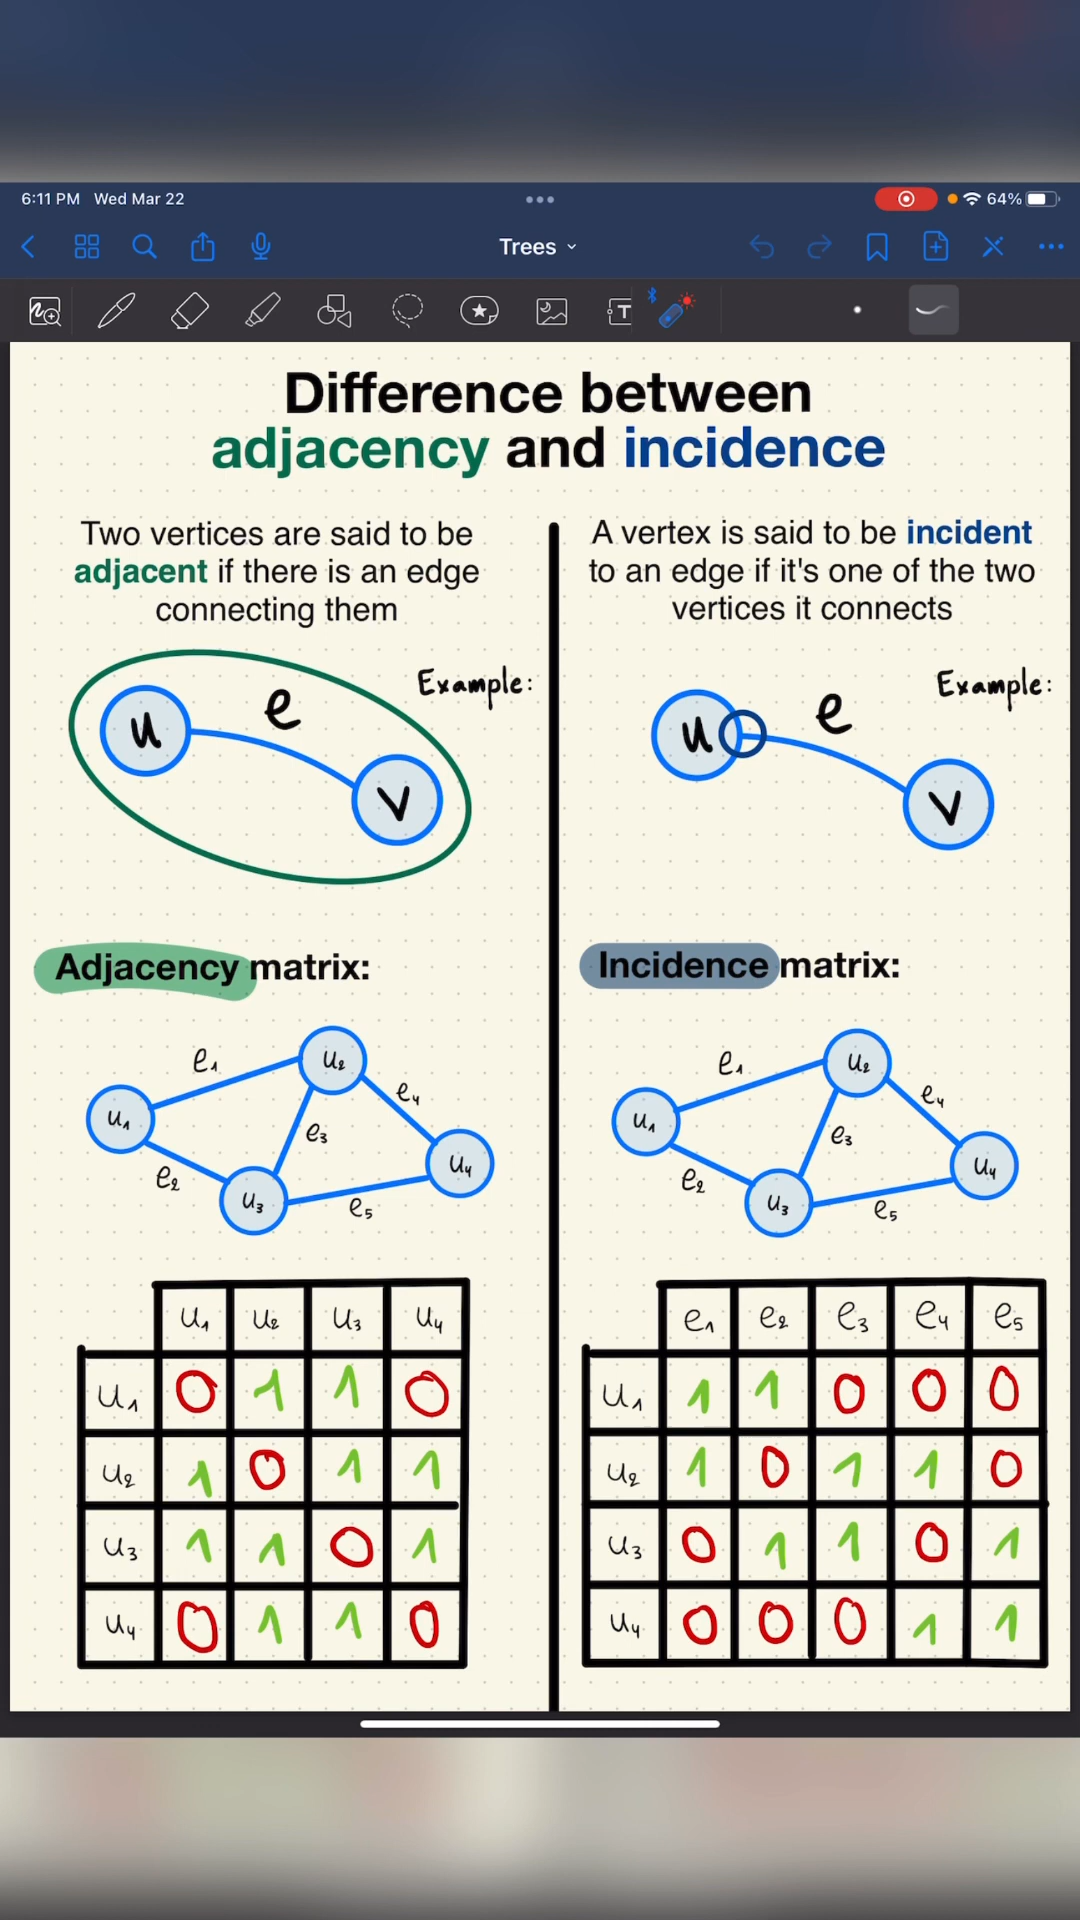 6:11 PM Wed Mar 22
64%
Trees
T
Difference between
adjacency and incidence
Two vertices are said to be
adjacent if there is an edge
connecting them
Example:
u e v
A vertex is said to be incident
to an edge if it's one of the two
vertices it connects
Example:
u e v
Adjacency matrix:
e₁ u₂ e₄
u₁ e₃
e₂ u₃ e₅ u₄
u₁ u₂ u₃ u₄
u₁ 0 1 1 0
u₂ 1 0 1 1
u₃ 1 1 0 1
u₄ 0 1 1 0
Incidence matrix:
e₁ u₂ e₄
u₁ e₃
e₂ u₃ e₅ u₄
e₁ e₂ e₃ e₄ e₅
u₁ 1 1 0 0 0
u₂ 1 0 1 1 0
u₃ 0 1 1 0 1
u₄ 0 0 0 1 1